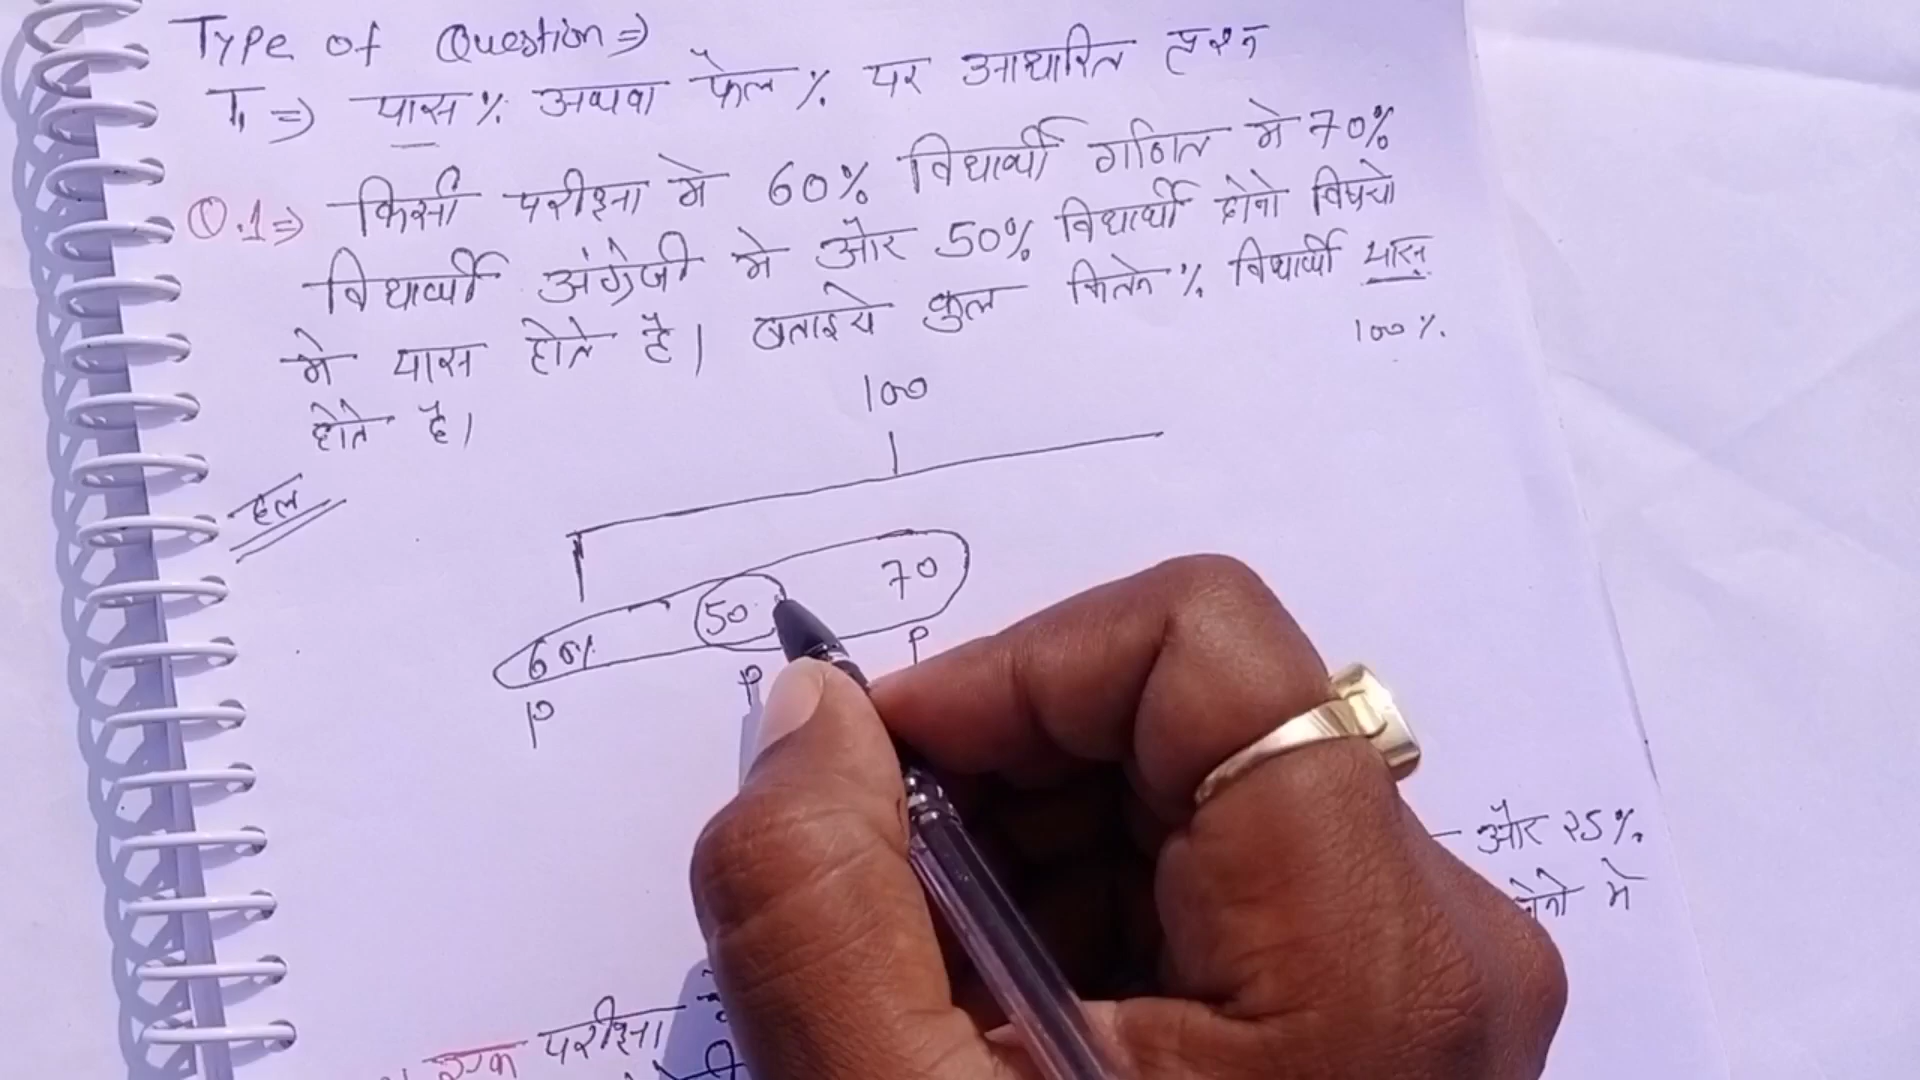 Type of Question ⇒
T₁ ⇒ पास % अथवा फेल % पर आधारित प्रश्न
Q.1⇒ किसी परीक्षा मे 60% विद्यार्थी गणित मे 70%
विद्यार्थी अंग्रेजी मे और 50% विद्यार्थी दोनो विषयो
मे पास होते है। बताइये कुल कितने % विद्यार्थी पास
होते है।
100%
हल
100
60% 50 70
P P P
और 25%
मे
एक परीक्षा